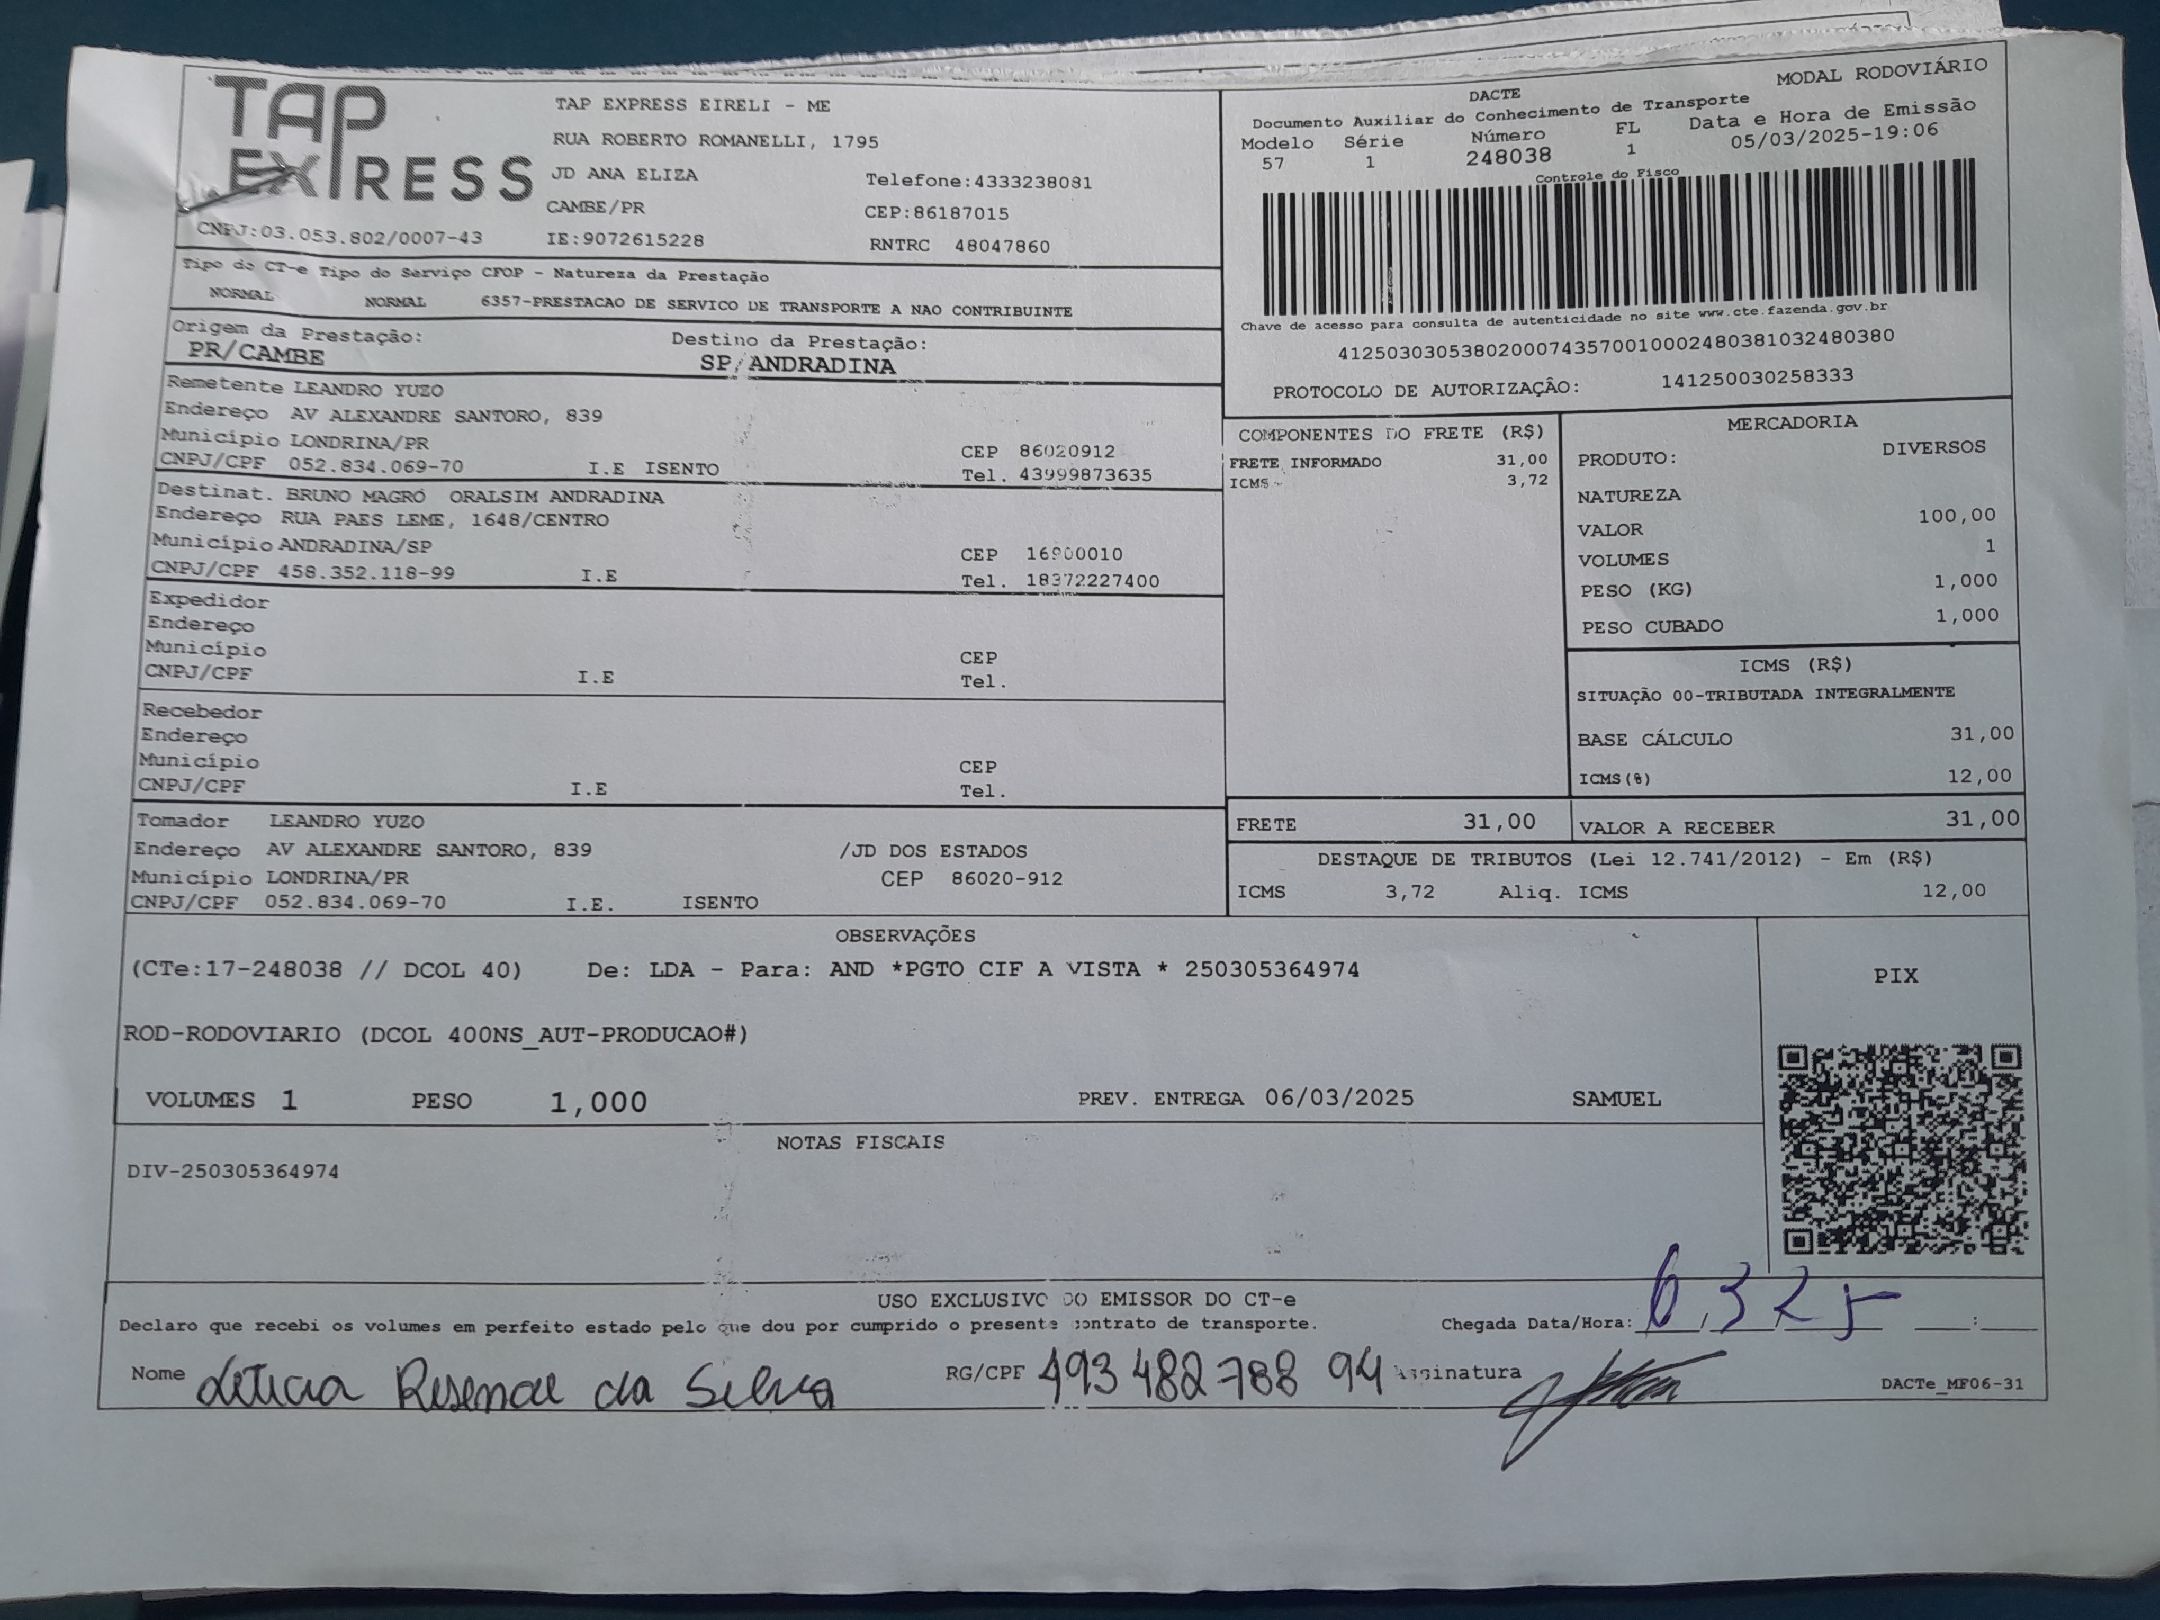 TAP
EXPRESS
CNPJ:03.053.802/0007-43
TAP EXPRESS EIRELI - ME
RUA ROBERTO ROMANELLI, 1795
JD ANA ELIZA
Telefone:4333238081
CAMBE/PR
CEP:86187015
IE:9072615228
RNTRC 48047860
MODAL RODOVIÁRIO
DACTE
Documento Auxiliar do Conhecimento de Transporte
Modelo Série Número FL Data e Hora de Emissão
57 1 248038 1 05/03/2025-19:06
Controle do Fisco
Chave de acesso para consulta de autenticidade no site www.cte.fazenda.gov.br
41250303053802000743570010002480381032480380
PROTOCOLO DE AUTORIZAÇÃO: 141250030258333
Tipo do CT-e Tipo do Serviço CFOP - Natureza da Prestação
NORMAL NORMAL 6357-PRESTACAO DE SERVICO DE TRANSPORTE A NAO CONTRIBUINTE
Origem da Prestação: Destino da Prestação:
PR/CAMBE SP/ANDRADINA
Remetente LEANDRO YUZO
Endereço AV ALEXANDRE SANTORO, 839
Município LONDRINA/PR CEP 86020912
CNPJ/CPF 052.834.069-70 I.E ISENTO Tel. 43999873635
Destinat. BRUNO MAGRO ORALSIM ANDRADINA
Endereço RUA PAES LEME, 1648/CENTRO
Município ANDRADINA/SP CEP 16900010
CNPJ/CPF 458.352.118-99 I.E Tel. 18372227400
Expedidor
Endereço
Município CEP
CNPJ/CPF I.E Tel.
Recebedor
Endereço
Município CEP
CNPJ/CPF I.E Tel.
Tomador LEANDRO YUZO
Endereço AV ALEXANDRE SANTORO, 839 /JD DOS ESTADOS
Município LONDRINA/PR CEP 86020-912
CNPJ/CPF 052.834.069-70 I.E. ISENTO
COMPONENTES DO FRETE (R$)
FRETE INFORMADO 31,00
ICMS 3,72
MERCADORIA
PRODUTO: DIVERSOS
NATUREZA
VALOR 100,00
VOLUMES 1
PESO (KG) 1,000
PESO CUBADO 1,000
ICMS (R$)
SITUAÇÃO 00-TRIBUTADA INTEGRALMENTE
BASE CÁLCULO 31,00
ICMS(%) 12,00
FRETE 31,00 VALOR A RECEBER 31,00
DESTAQUE DE TRIBUTOS (Lei 12.741/2012) - Em (R$)
ICMS 3,72 Aliq. ICMS 12,00
OBSERVAÇÕES
(CTe:17-248038 // DCOL 40) De: LDA - Para: AND *PGTO CIF A VISTA * 250305364974
ROD-RODOVIARIO (DCOL 400NS_AUT-PRODUCAO#)
VOLUMES 1 PESO 1,000 PREV. ENTREGA 06/03/2025 SAMUEL
PIX
NOTAS FISCAIS
DIV-250305364974
USO EXCLUSIVO DO EMISSOR DO CT-e
Declaro que recebi os volumes em perfeito estado pelo que dou por cumprido o presente contrato de transporte. Chegada Data/Hora: 6/3/25 :
Nome Leticia Resende da Silva RG/CPF 493 482 788 94 Assinatura
DACTe_MF06-31